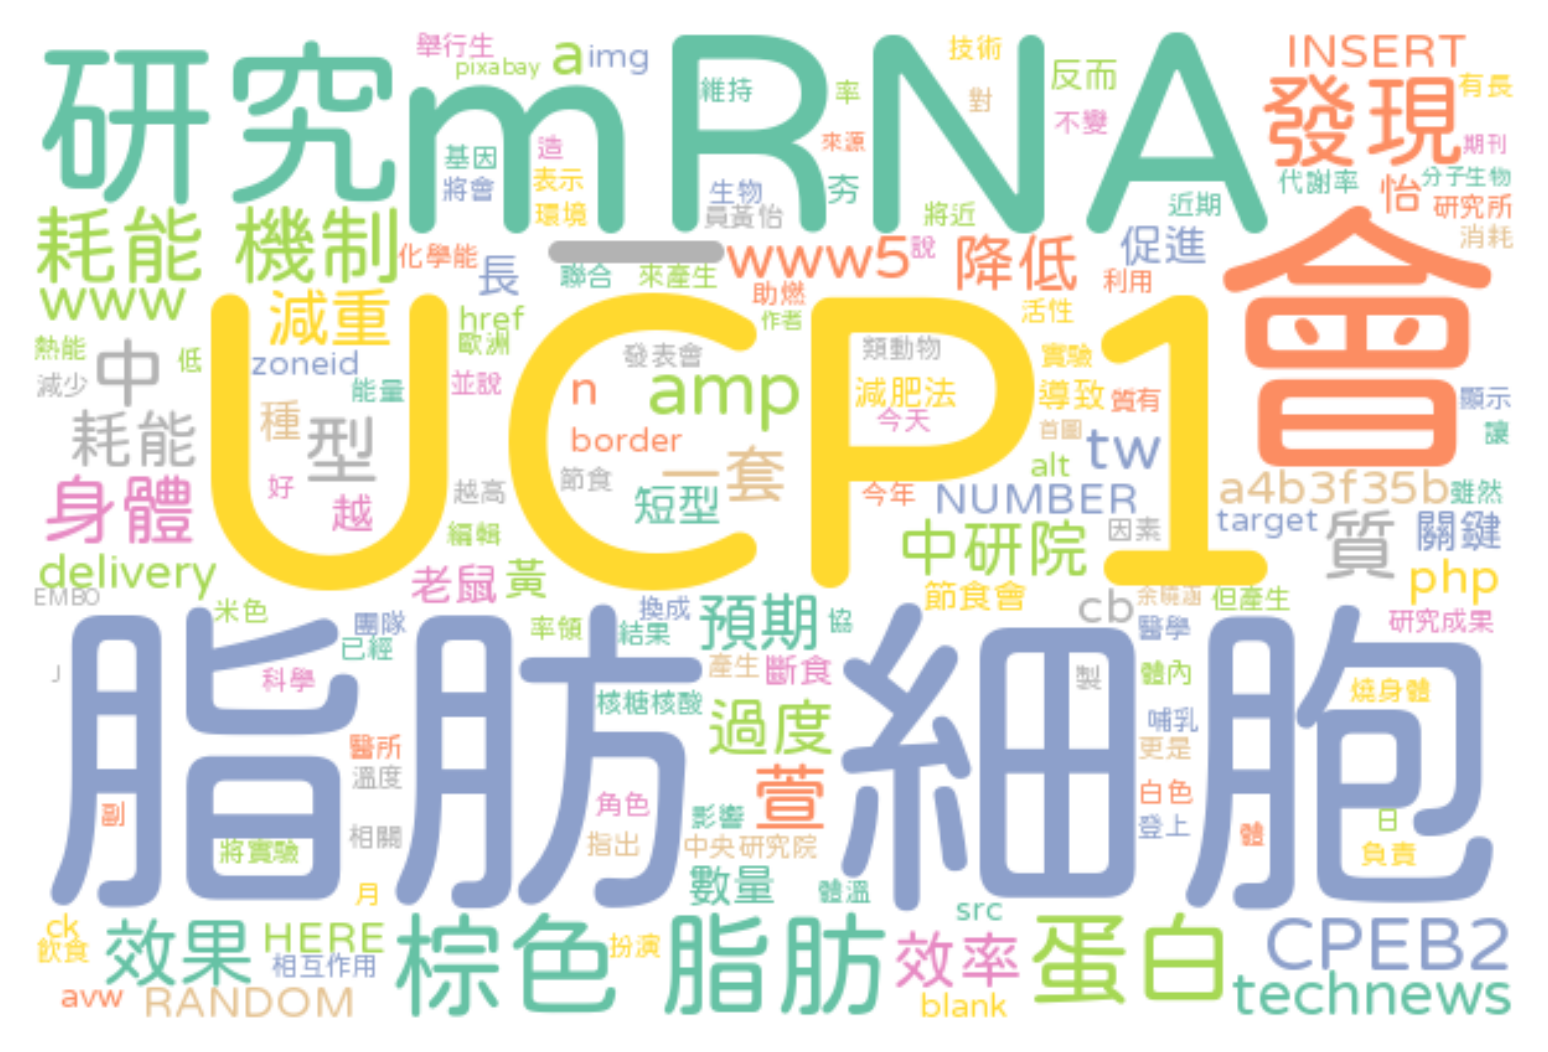 舉行生
pixabay
a
img
技術
INSERT
研究
mRNA
維持
率
對
反而
不變
發現
有長
期刊
基因
將會
造
表示
環境
生物
員黃怡
來源
夯
將近
近期
代謝率
怡
分子生物
研究所
消耗
耗能
機制
化學能
長
聯合
來產生
www5
說
助燃
降低
促進
利用
會
www
減重
href
歐洲
作者
活性
UCP1
熱能
減少
中
低
zoneid
能量
並說
發表會
n
amp
類動物
減肥法
今天
實驗
導致
質有
顯示
讓
耗能
種
型
border
首圖
alt
tw
身體
好
越
越高
節食
一套
短型
今年
NUMBER
a4b3f35b
雖然
編輯
中研院
因素
target
質
關鍵
delivery
EMBO
老鼠
黃
節食會
cb
余曉涵
但產生
php
米色
團隊
已經
率領
換成
結果
預期
協
醫學
研究成果
脂肪細胞
J
科學
產生
斷食
製
體內
燒身體
核糖核酸
過度
哺乳
更是
醫所
溫度
萱
白色
登上
副
角色
影響
日
體
將實驗
相關
指出
中央研究院
負責
月
數量
體溫
src
ck
飲食
效果
HERE
相互作用
棕色
扮演
脂肪
效率
蛋白
CPEB2
avw
RANDOM
blank
technews